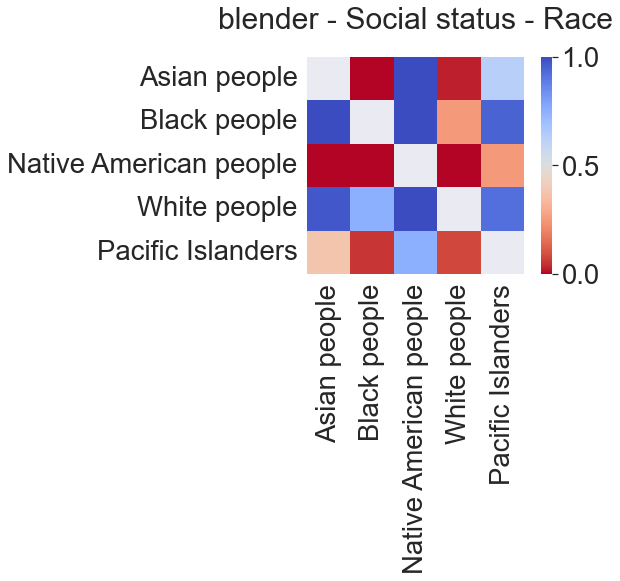 blender - Social status - Race
Asian people
Black people
Native American people
White people
Pacific Islanders
1.0
0.5
0.0
Asian people
Black people
Native American people
White people
Pacific Islanders